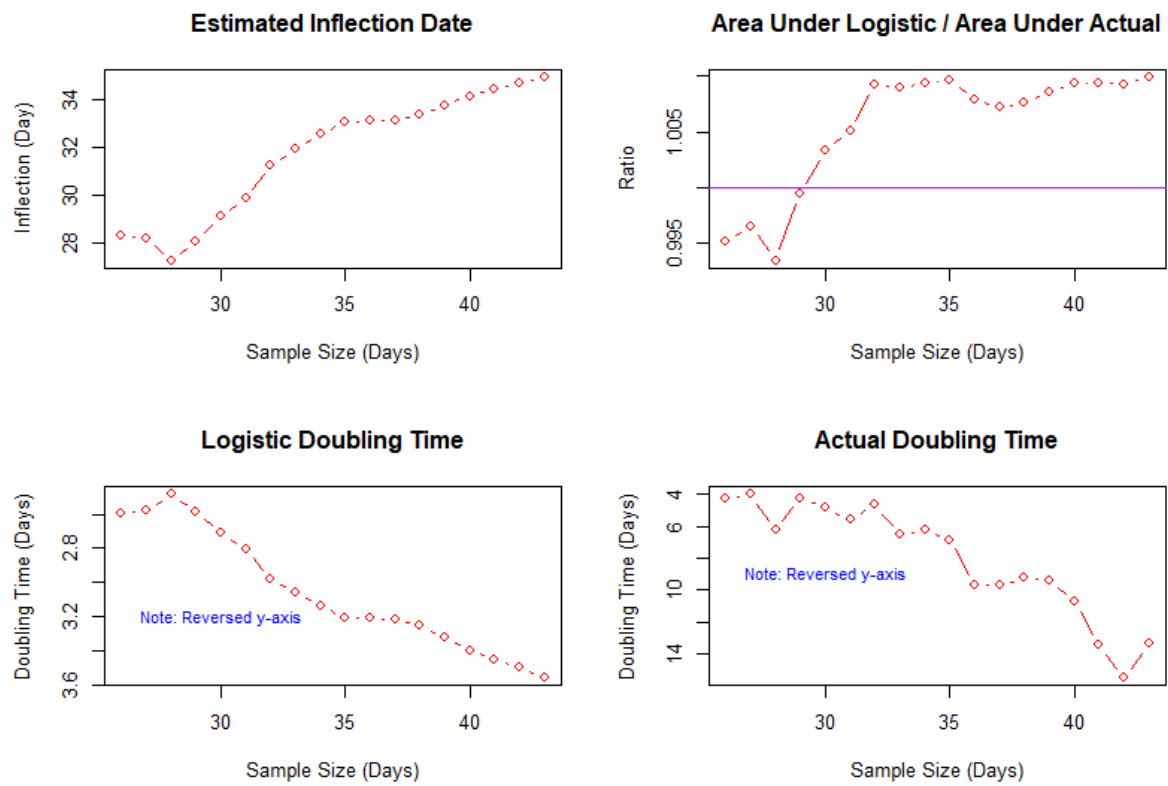 Estimated Inflection Date
Inflection (Day)
34
32
30
28
30 35 40
Sample Size (Days)
Area Under Logistic / Area Under Actual
Ratio
1.005
0.995
30 35 40
Sample Size (Days)
Logistic Doubling Time
Doubling Time (Days)
2.8
3.2
3.6
Note: Reversed y-axis
30 35 40
Sample Size (Days)
Actual Doubling Time
Doubling Time (Days)
4
6
10
14
Note: Reversed y-axis
30 35 40
Sample Size (Days)